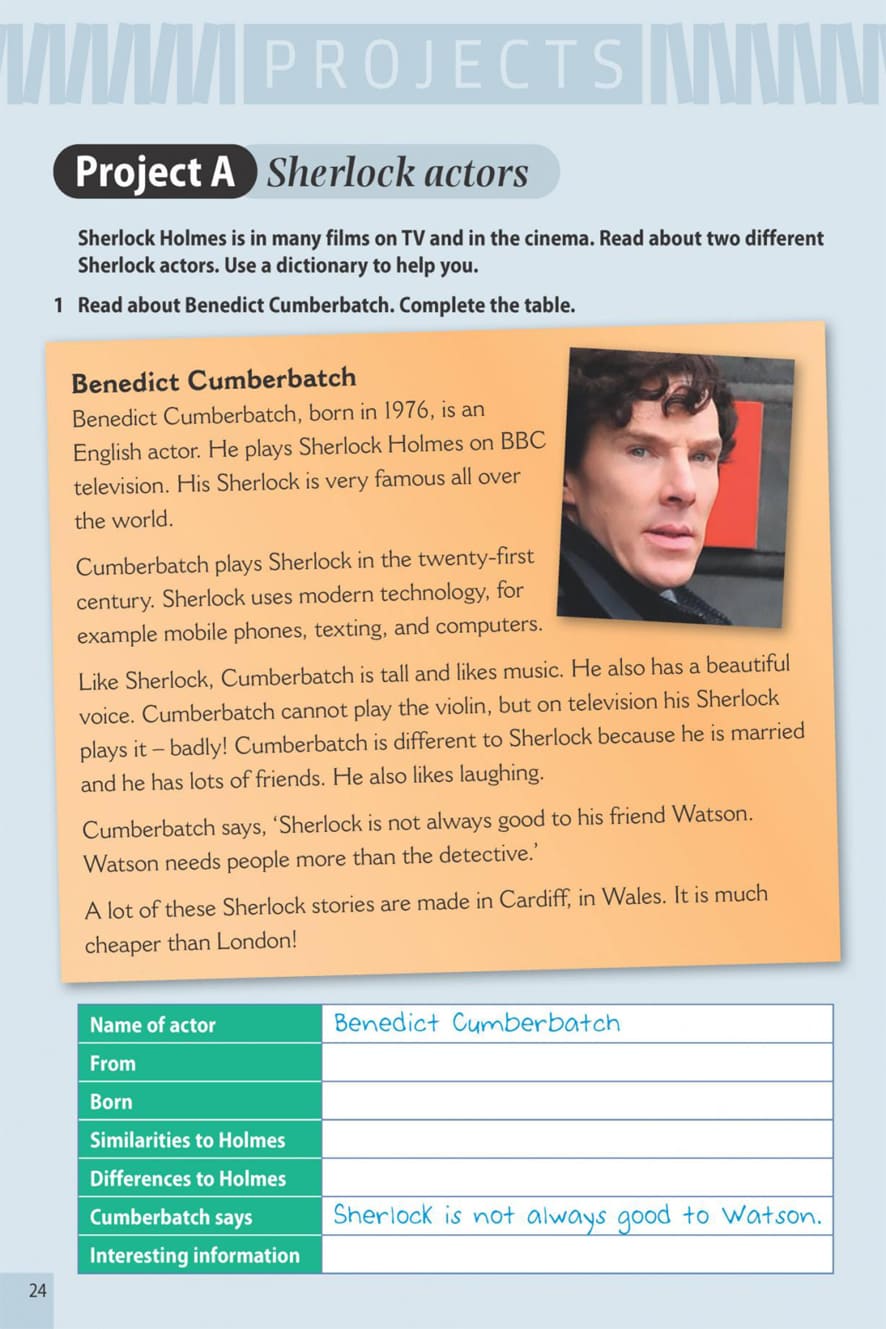 PROJECTS
Project A Sherlock actors
Sherlock Holmes is in many films on TV and in the cinema. Read about two different
Sherlock actors. Use a dictionary to help you.
1 Read about Benedict Cumberbatch. Complete the table.
Benedict Cumberbatch
Benedict Cumberbatch, born in 1976, is an
English actor. He plays Sherlock Holmes on BBC
television. His Sherlock is very famous all over
the world.
Cumberbatch plays Sherlock in the twenty-first
century. Sherlock uses modern technology, for
example mobile phones, texting, and computers.
Like Sherlock, Cumberbatch is tall and likes music. He also has a beautiful
voice. Cumberbatch cannot play the violin, but on television his Sherlock
plays it – badly! Cumberbatch is different to Sherlock because he is married
and he has lots of friends. He also likes laughing.
Cumberbatch says, ‘Sherlock is not always good to his friend Watson.
Watson needs people more than the detective.’
A lot of these Sherlock stories are made in Cardiff, in Wales. It is much
cheaper than London!
Name of actor Benedict Cumberbatch
From
Born
Similarities to Holmes
Differences to Holmes
Cumberbatch says Sherlock is not always good to Watson.
Interesting information
24